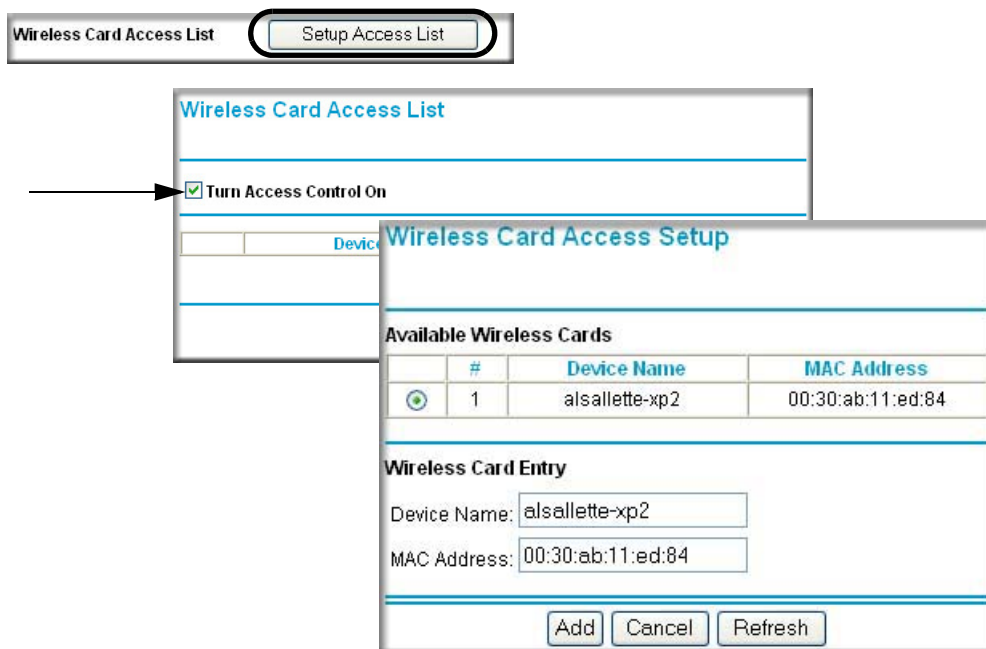 Wireless Card Access List Setup Access List
Wireless Card Access List
Turn Access Control On
Wireless Card Access Setup
Available Wireless Cards
# Device Name MAC Address
1 alsallette-xp2 00:30:ab:11:ed:84
Wireless Card Entry
Device Name: alsallette-xp2
MAC Address: 00:30:ab:11:ed:84
Add Cancel Refresh